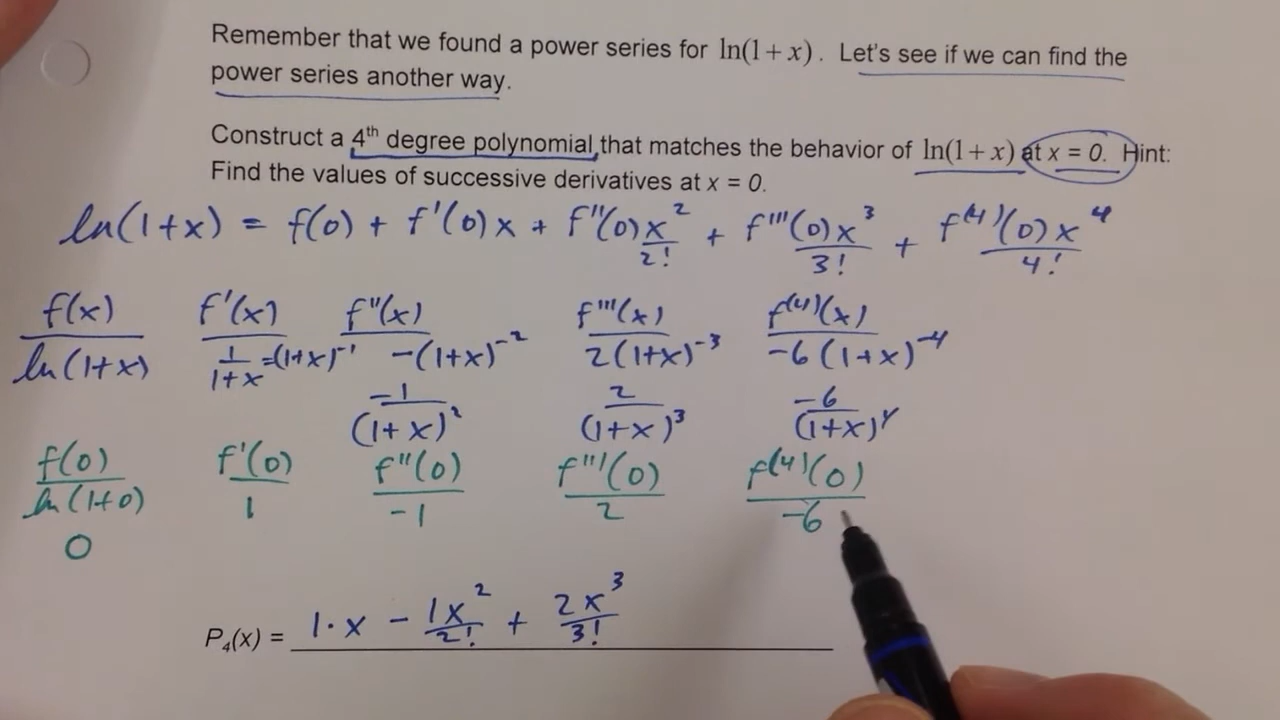 Remember that we found a power series for ln(1 + x). Let's see if we can find the
power series another way.
Construct a 4th degree polynomial that matches the behavior of ln(1 + x) at x = 0. Hint:
Find the values of successive derivatives at x = 0.
ln(1+x) = f(0) + f'(0)x + f''(0)x²/2! + f'''(0)x³/3! + f⁽⁴⁾(0)x⁴/4!
f(x) f'(x) f''(x) f'''(x) f⁽⁴⁾(x)
ln(1+x) 1/(1+x) = (1+x)⁻¹ -(1+x)⁻² 2(1+x)⁻³ -6(1+x)⁻⁴
-1/(1+x)² 2/(1+x)³ -6/(1+x)⁴
f(0) f'(0) f''(0) f'''(0) f⁽⁴⁾(0)
ln(1+0) 1 -1 2 -6
0
P₄(x) = 1·x - 1x²/2! + 2x³/3!